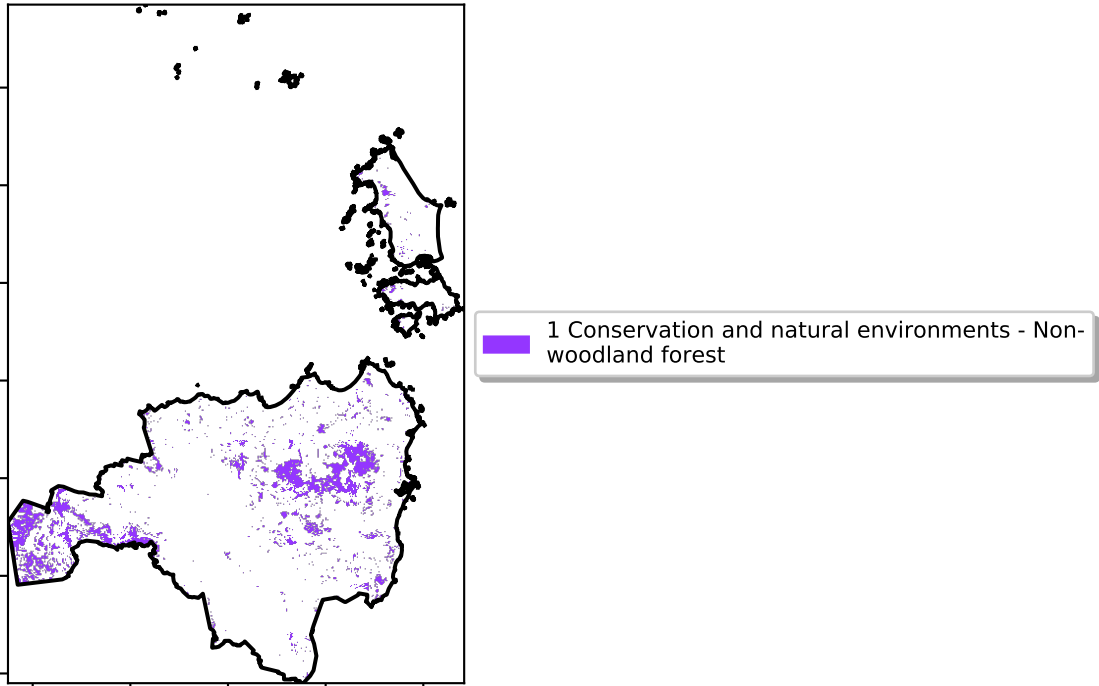 1 Conservation and natural environments - Non-
woodland forest